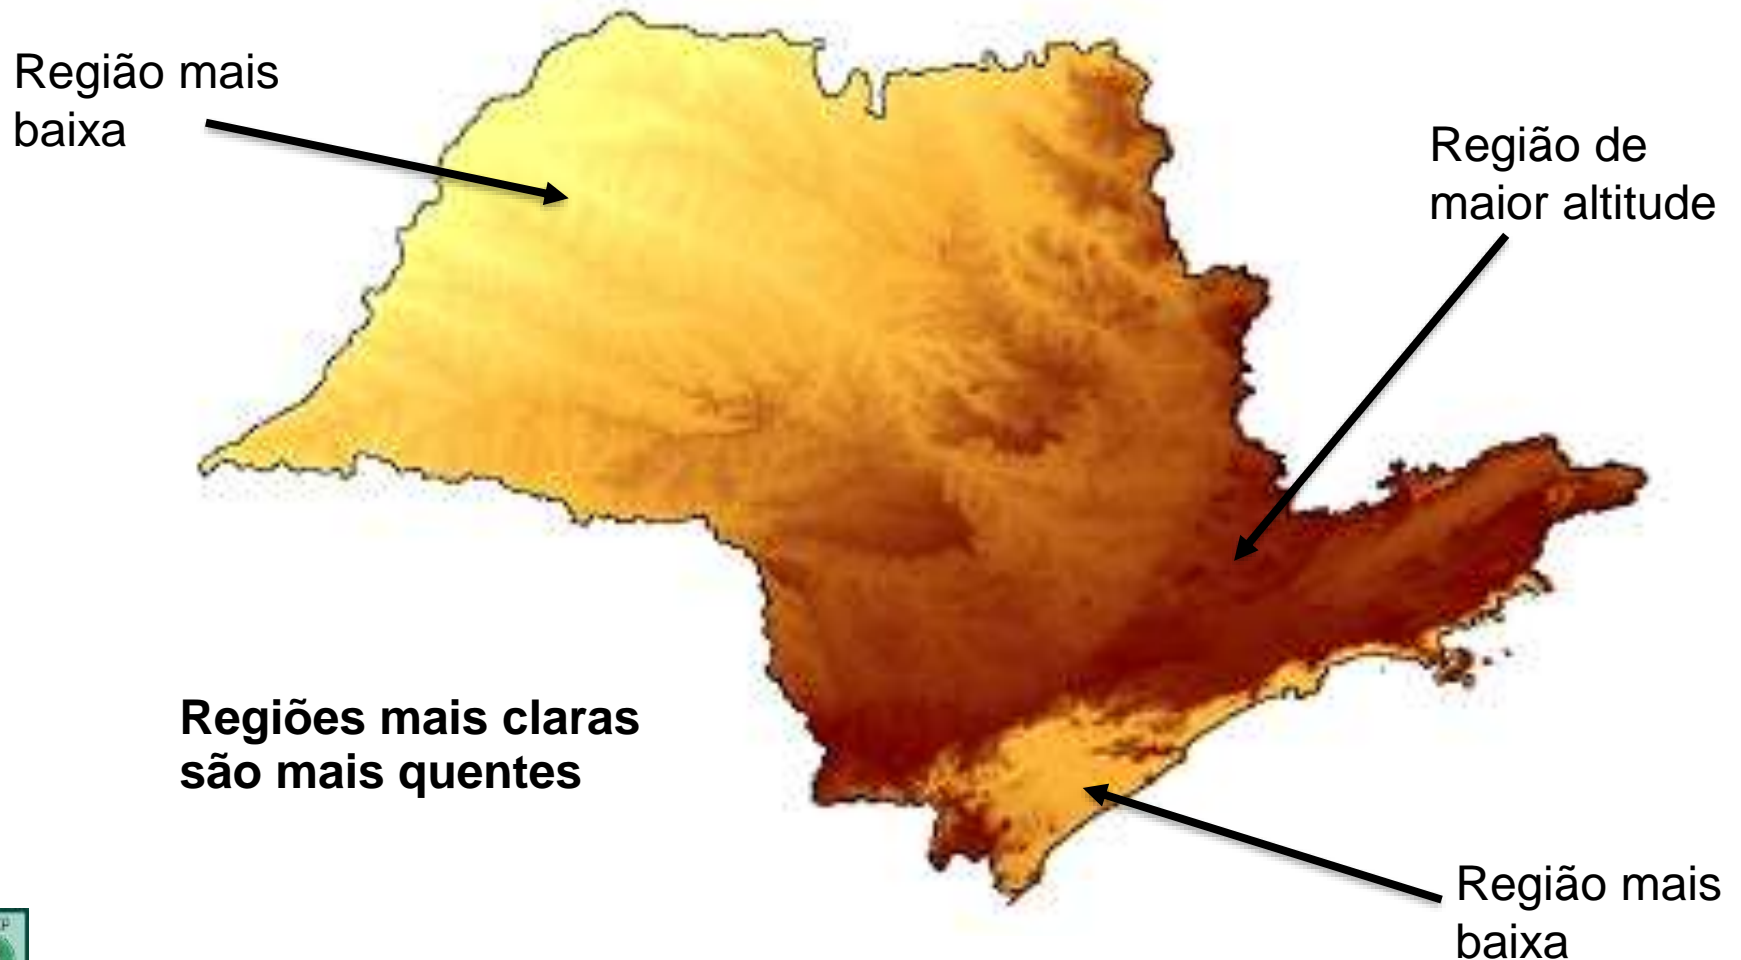 Região mais
baixa
Região de
maior altitude
Regiões mais claras
são mais quentes
Região mais
baixa